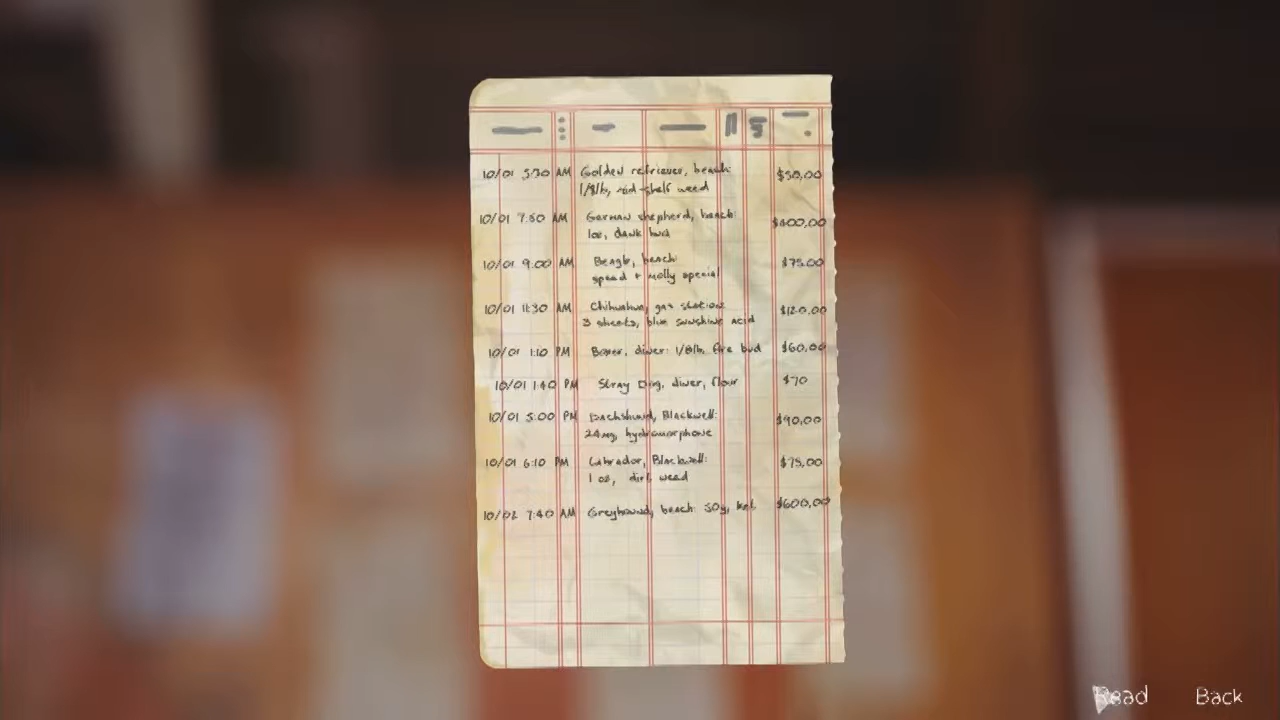 10/01 5:30 AM Golden retriever, beach: $50,00
1/8lb, mid-shelf weed
10/01 7:50 AM German shepherd, beach: $400,00
1oz, dank bud
10/01 9:00 AM Beagle, beach: $75,00
speed + molly special
10/01 11:30 AM Chihuahua, gas station: $120,00
3 sheets, blue sunshine acid
10/01 1:10 PM Boxer, diner: 1/8lb, fire bud $60,00
10/01 1:40 PM Stray Dog, diner, flour $70
10/01 5:00 PM Dachshund, Blackwell: $90,00
24mg, hydromorphone
10/01 6:10 PM Labrador, Blackwell: $75,00
1 oz, dirt weed
10/02 7:40 AM Greyhound, beach: 50g, ket $600,00
Read Back